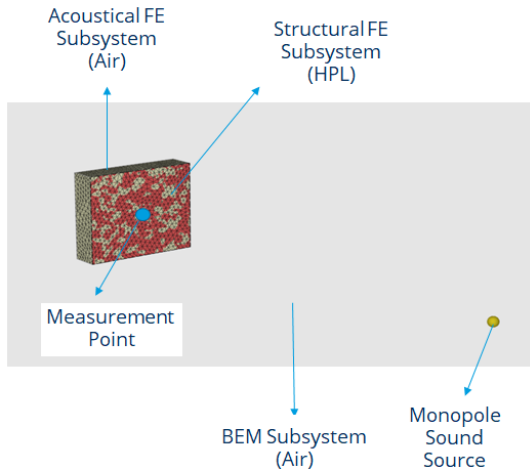 Acoustical FE
Subsystem
(Air)
Structural FE
Subsystem
(HPL)
Measurement
Point
BEM Subsystem
(Air)
Monopole
Sound
Source